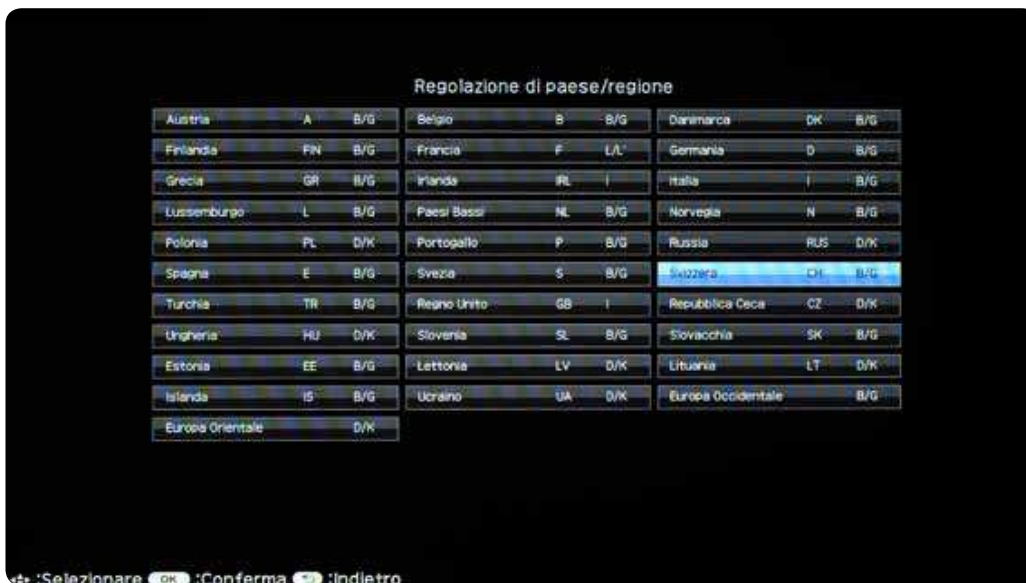 Regolazione di paese/regione
Austria A B/G Belgio B B/G Danimarca DK B/G
Finlandia FIN B/G Francia F L/L' Germania D B/G
Grecia GR B/G Irlanda IRL I Italia I B/G
Lussemburgo L B/G Paesi Bassi NL B/G Norvegia N B/G
Polonia PL D/K Portogallo P B/G Russia RUS D/K
Spagna E B/G Svezia S B/G Svizzera CH B/G
Turchia TR B/G Regno Unito GB I Repubblica Ceca CZ D/K
Ungheria HU D/K Slovenia SL B/G Slovacchia SK B/G
Estonia EE B/G Lettonia LV D/K Lituania LT D/K
Islanda IS B/G Ucraino UA D/K Europa Occidentale B/G
Europa Orientale D/K
:Selezionare OK :Conferma :Indietro